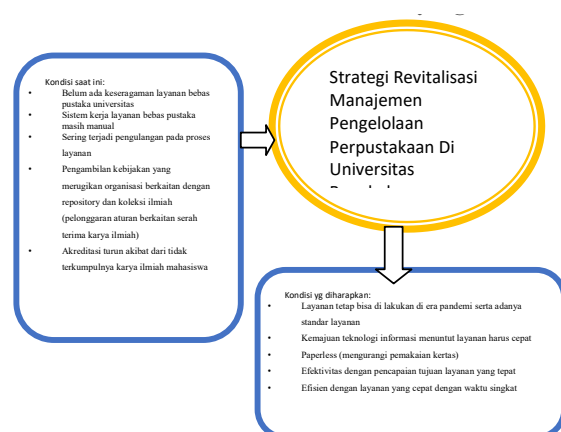 Kondisi saat ini:
• Belum ada keseragaman layanan bebas
pustaka universitas
• Sistem kerja layanan bebas pustaka
masih manual
• Sering terjadi pengulangan pada proses
layanan
• Pengambilan kebijakan yang
merugikan organisasi berkaitan dengan
repository dan koleksi ilmiah
(pelonggaran aturan berkaitan serah
terima karya ilmiah)
• Akreditasi turun akibat dari tidak
terkumpulnya karya ilmiah mahasiswa
Strategi Revitalisasi
Manajemen
Pengelolaan
Perpustakaan Di
Universitas
Kondisi yg diharapkan:
• Layanan tetap bisa di lakukan di era pandemi serta adanya
standar layanan
• Kemajuan teknologi informasi menuntut layanan harus cepat
• Paperless (mengurangi pemakaian kertas)
• Efektivitas dengan pencapaian tujuan layanan yang tepat
• Efisien dengan layanan yang cepat dengan waktu singkat